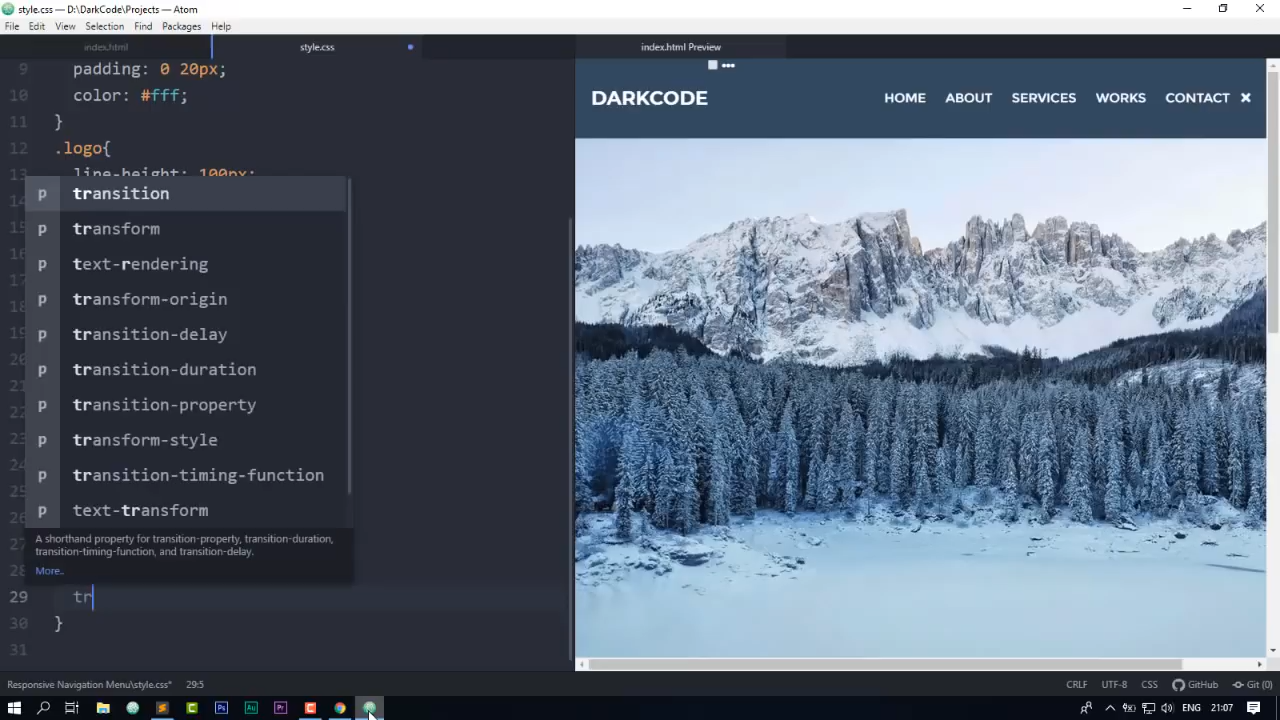 style.css — D:\DarkCode\Projects — Atom
File Edit View Selection Find Packages Help
index.html style.css index.html Preview
9 padding: 0 20px;
10 color: #fff;
11 }
12 .logo{
13 line-height: 100px;
p transition
p transform
p text-rendering
p transform-origin
p transition-delay
p transition-duration
p transition-property
p transform-style
p transition-timing-function
p text-transform
A shorthand property for transition-property, transition-duration,
transition-timing-function, and transition-delay.
More..
29 tr
30 }
31
DARKCODE HOME ABOUT SERVICES WORKS CONTACT ×
Responsive Navigation Menu\style.css* 29:5 CRLF UTF-8 CSS GitHub Git (0)
Ps Au Pr ENG 21:07